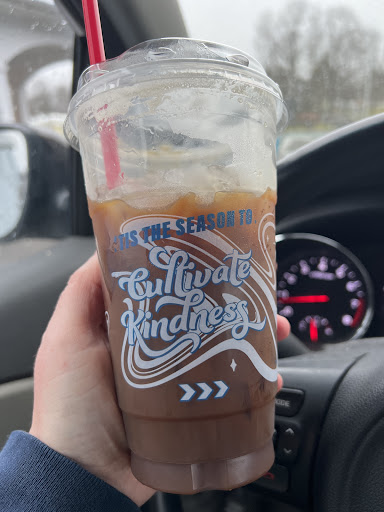 'TIS THE SEASON TO
Cultivate
Kindness